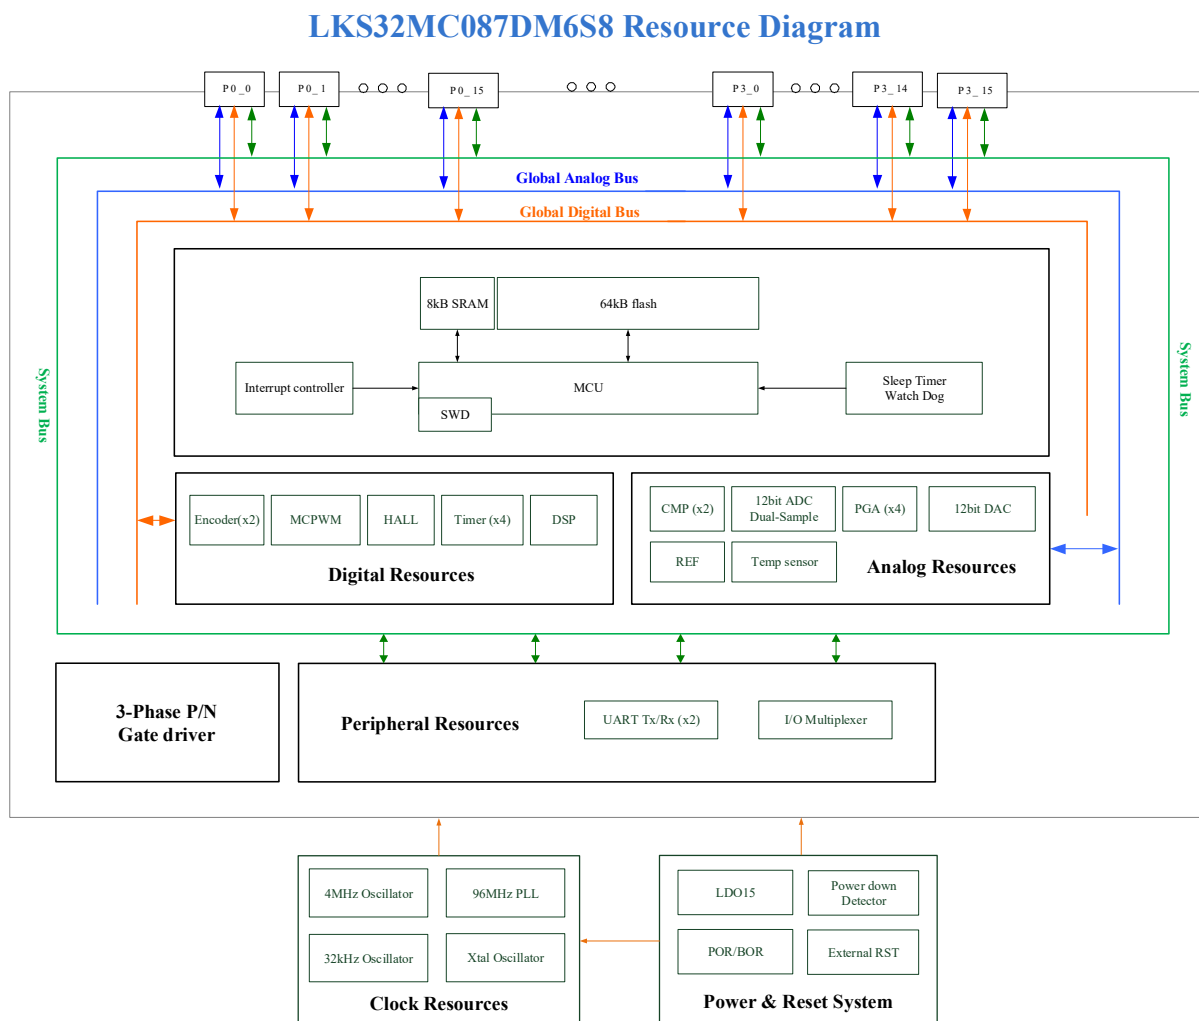 LKS32MC087DM6S8 Resource Diagram
P0_0
P0_1
P0_15
P3_0
P3_14
P3_15
Global Analog Bus
Global Digital Bus
System Bus
System Bus
8kB SRAM
64kB flash
Interrupt controller
MCU
SWD
Sleep Timer
Watch Dog
Encoder(x2)
MCPWM
HALL
Timer (x4)
DSP
Digital Resources
CMP (x2)
12bit ADC
Dual-Sample
PGA (x4)
12bit DAC
REF
Temp sensor
Analog Resources
3-Phase P/N
Gate driver
Peripheral Resources
UART Tx/Rx (x2)
I/O Multiplexer
4MHz Oscillator
96MHz PLL
32kHz Oscillator
Xtal Oscillator
Clock Resources
LDO15
Power down
Detector
POR/BOR
External RST
Power & Reset System